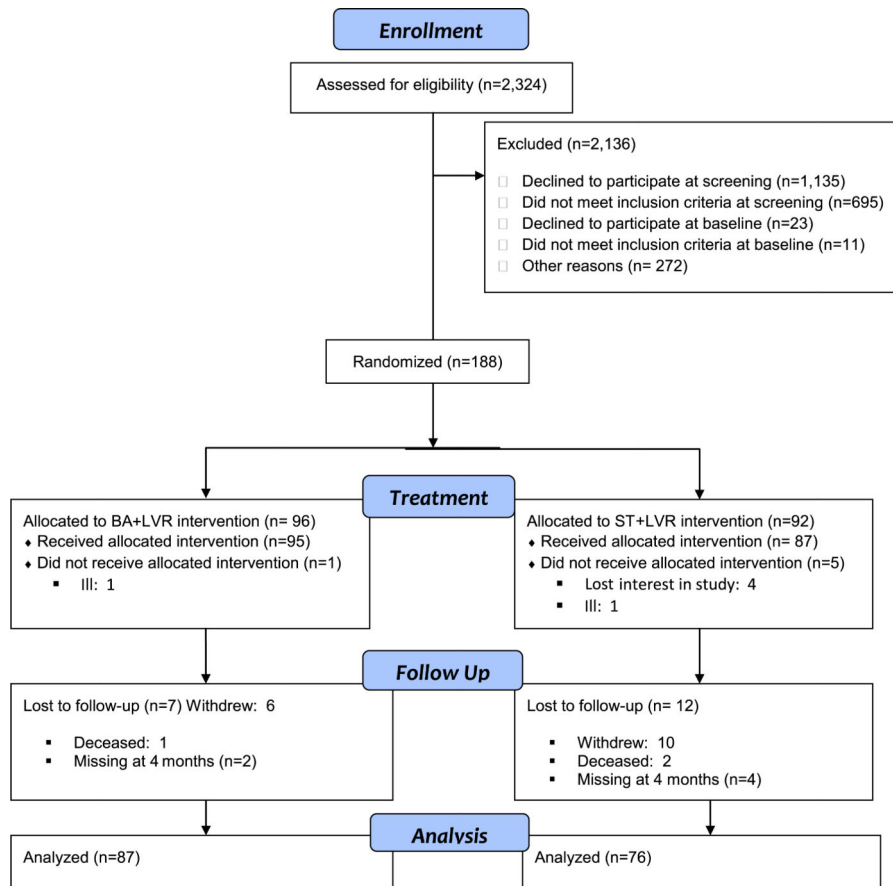 Enrollment
Assessed for eligibility (n=2,324)
Excluded (n=2,136)
Declined to participate at screening (n=1,135)
Did not meet inclusion criteria at screening (n=695)
Declined to participate at baseline (n=23)
Did not meet inclusion criteria at baseline (n=11)
Other reasons (n= 272)
Randomized (n=188)
Treatment
Allocated to BA+LVR intervention (n= 96)
♦ Received allocated intervention (n=95)
♦ Did not receive allocated intervention (n=1)
▪ Ill: 1
Allocated to ST+LVR intervention (n=92)
♦ Received allocated intervention (n= 87)
♦ Did not receive allocated intervention (n=5)
▪ Lost interest in study: 4
▪ Ill: 1
Follow Up
Lost to follow-up (n=7) Withdrew: 6
▪ Deceased: 1
▪ Missing at 4 months (n=2)
Lost to follow-up (n= 12)
▪ Withdrew: 10
▪ Deceased: 2
▪ Missing at 4 months (n=4)
Analysis
Analyzed (n=87)
Analyzed (n=76)